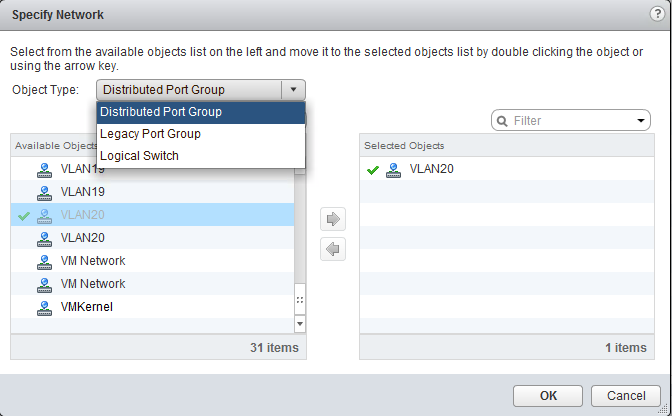 Specify Network
?
Select from the available objects list on the left and move it to the selected objects list by double clicking the object or
using the arrow key.
Object Type: Distributed Port Group
Distributed Port Group
Legacy Port Group
Logical Switch
Filter
Available Objects
Selected Objects
VLAN19
VLAN20
VLAN19
VLAN20
VLAN20
VM Network
VM Network
VMKernel
31 items
1 items
OK
Cancel